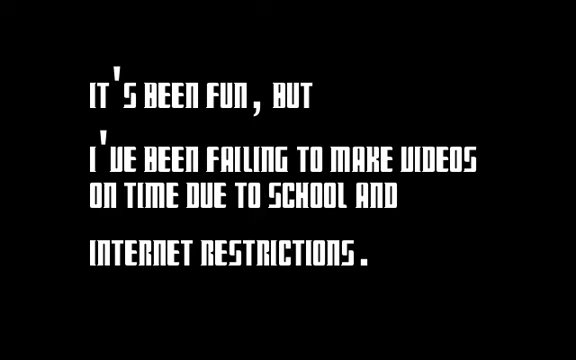 IT'S BEEN FUN, BUT
I'VE BEEN FAILING TO MAKE VIDEOS
ON TIME DUE TO SCHOOL AND
INTERNET RESTRICTIONS.